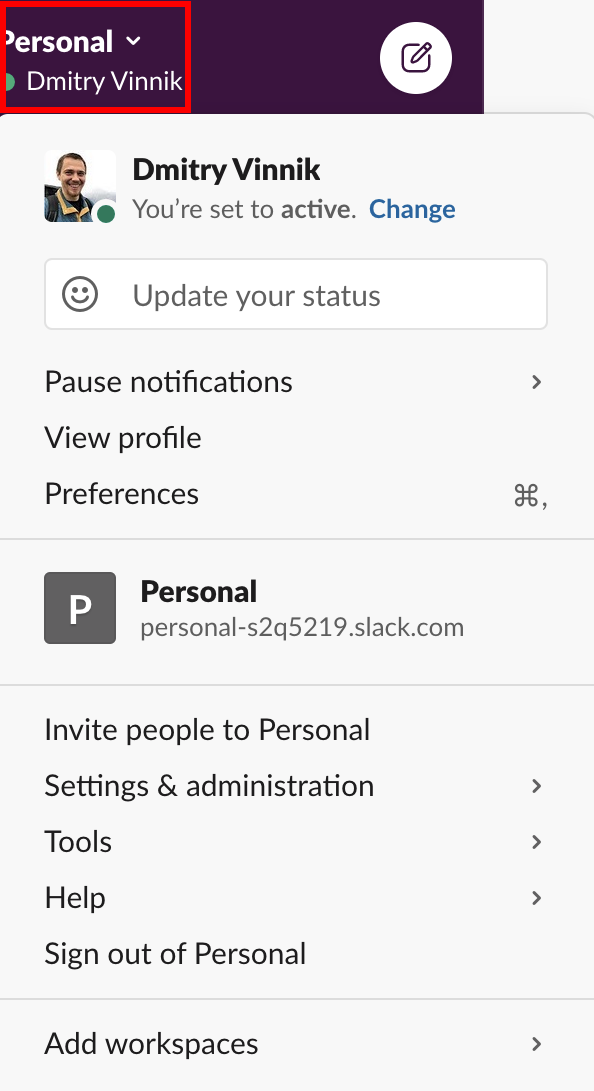 Personal
Dmitry Vinnik
Dmitry Vinnik
You’re set to active. Change
Update your status
Pause notifications
View profile
Preferences ⌘,
P
Personal
personal-s2q5219.slack.com
Invite people to Personal
Settings & administration
Tools
Help
Sign out of Personal
Add workspaces